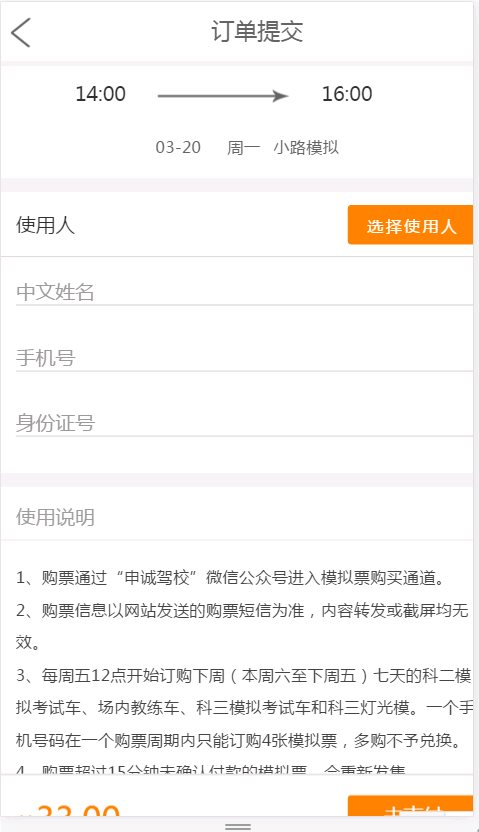 订单提交
14:00 16:00
03-20 周一 小路模拟
使用人 选择使用人
中文姓名
手机号
身份证号
使用说明
1、购票通过“申诚驾校”微信公众号进入模拟票购买通道。
2、购票信息以网站发送的购票短信为准，内容转发或截屏均无
效。
3、每周五12点开始订购下周（本周六至下周五）七天的科二模
拟考试车、场内教练车、科三模拟考试车和科三灯光模。一个手
机号码在一个购票周期内只能订购4张模拟票，多购不予兑换。
4、购票超过15分钟未确认付款的模拟票，会重新发售
33.00 去支付